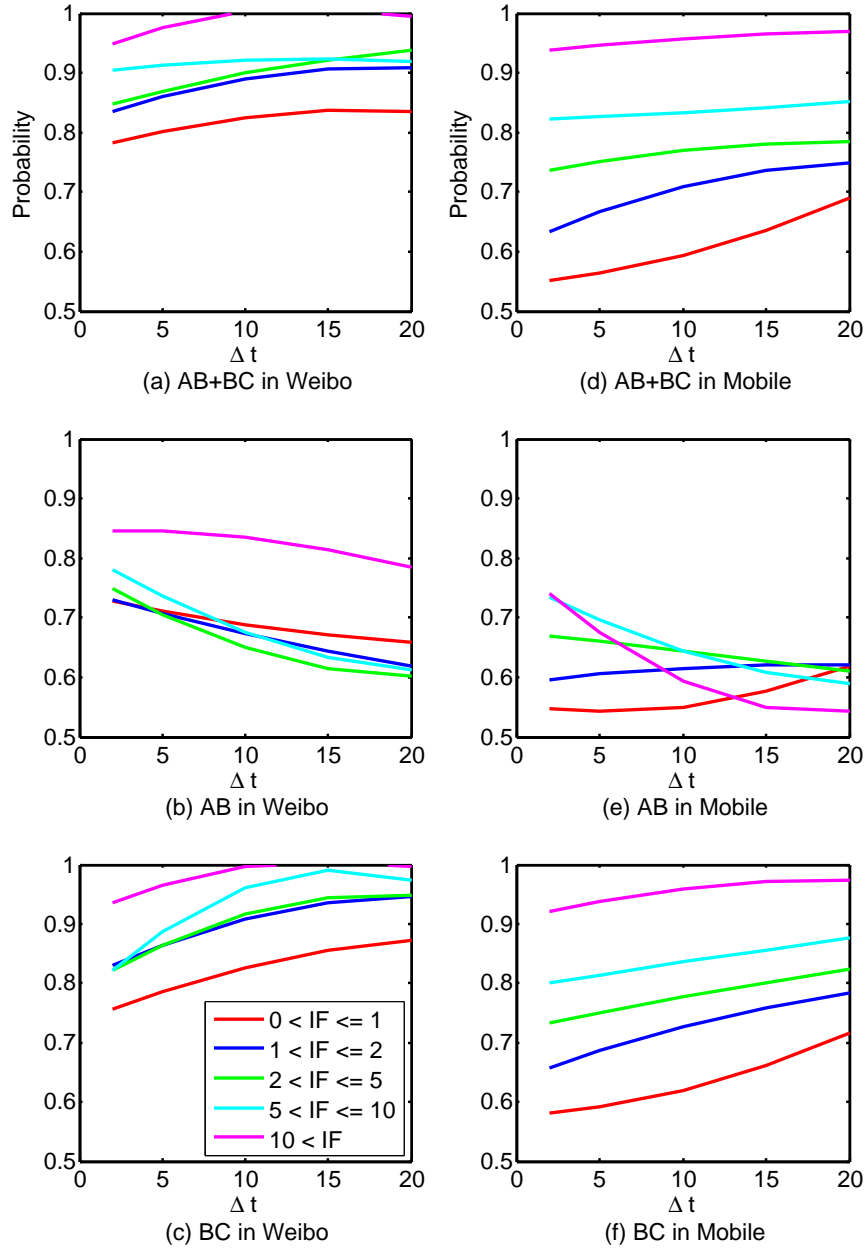 1
0.9
0.8
0.7
0.6
0.5
Probability
0 5 10 15 20
Δ t
(a) AB+BC in Weibo
1
0.9
0.8
0.7
0.6
0.5
Probability
0 5 10 15 20
Δ t
(d) AB+BC in Mobile
1
0.9
0.8
0.7
0.6
0.5
0 5 10 15 20
Δ t
(b) AB in Weibo
1
0.9
0.8
0.7
0.6
0.5
0 5 10 15 20
Δ t
(e) AB in Mobile
1
0.9
0.8
0.7
0.6
0.5
0 < IF <= 1
1 < IF <= 2
2 < IF <= 5
5 < IF <= 10
10 < IF
0 5 10 15 20
Δ t
(c) BC in Weibo
1
0.9
0.8
0.7
0.6
0.5
0 5 10 15 20
Δ t
(f) BC in Mobile